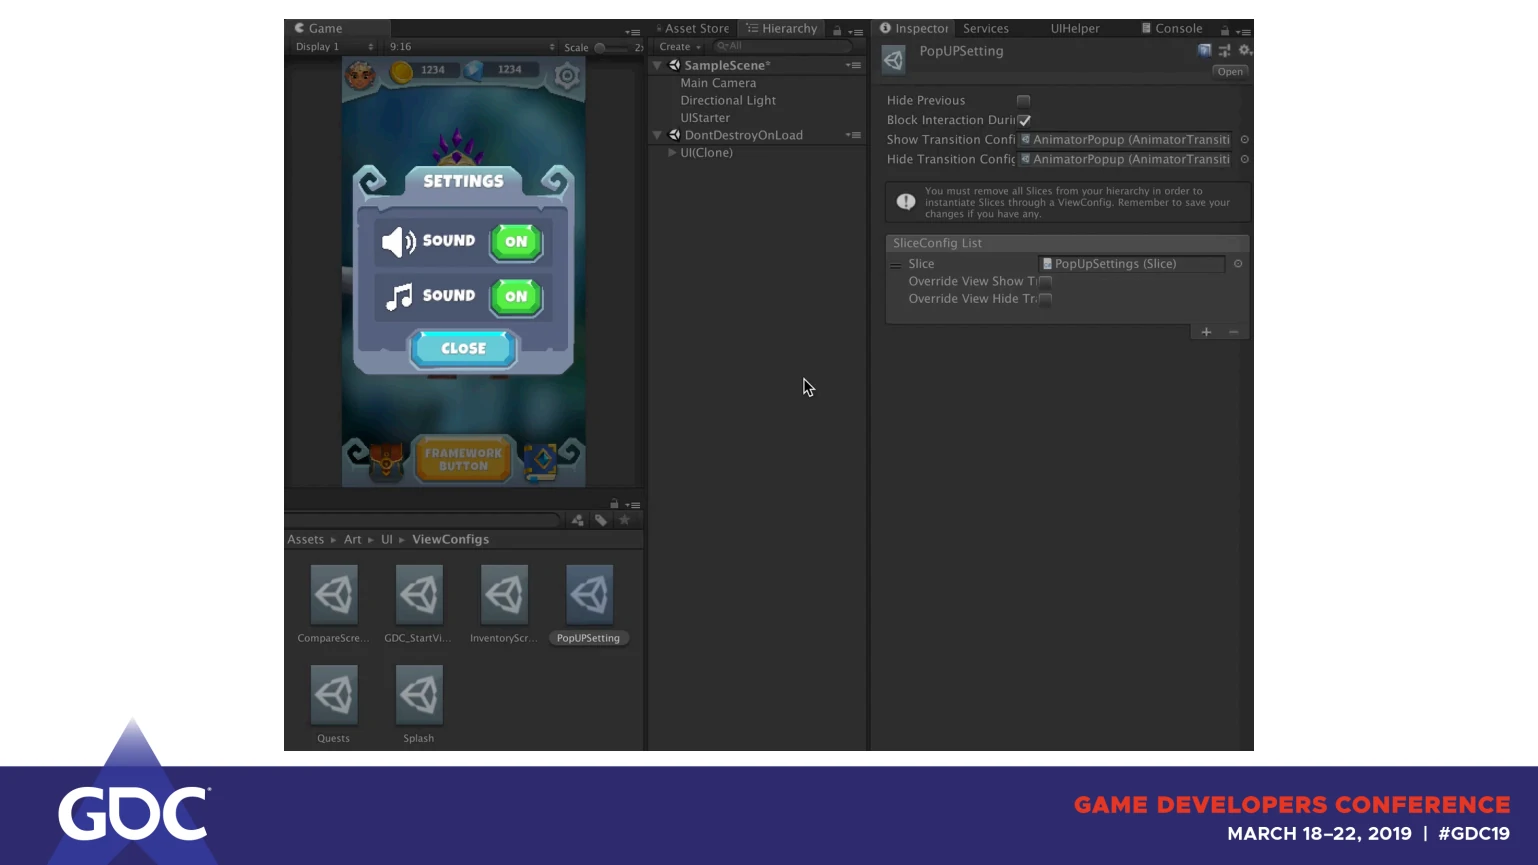 Game
Asset Store
Hierarchy
Inspector
Services
UIHelper
Console
Display 1
9:16
Scale
2x
Create
All
PopUPSetting
Open
1234
1234
SampleScene*
Main Camera
Directional Light
UIStarter
DontDestroyOnLoad
UI(Clone)
Hide Previous
Block Interaction Duri
Show Transition Confi
AnimatorPopup (AnimatorTransiti
Hide Transition Config
AnimatorPopup (AnimatorTransiti
You must remove all Slices from your hierarchy in order to
instantiate Slices through a ViewConfig. Remember to save your
changes if you have any.
SliceConfig List
Slice
PopUpSettings (Slice)
Override View Show T
Override View Hide Tr
SETTINGS
SOUND
ON
SOUND
ON
CLOSE
FRAMEWORK
BUTTON
Assets
Art
UI
ViewConfigs
CompareScre...
GDC_StartVi...
InventoryScr...
PopUPSetting
Quests
Splash
GDC
GAME DEVELOPERS CONFERENCE
MARCH 18–22, 2019 | #GDC19